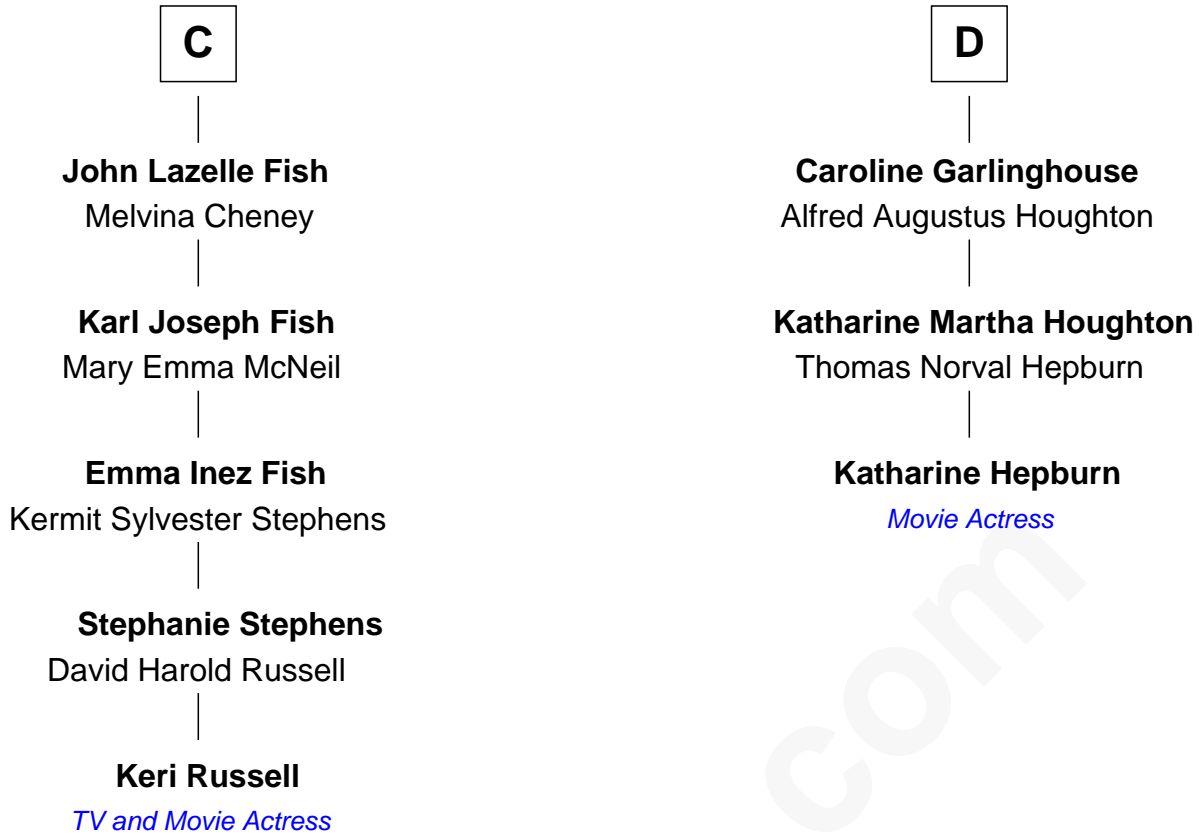 C
John Lazelle Fish
Melvina Cheney
Karl Joseph Fish
Mary Emma McNeil
Emma Inez Fish
Kermit Sylvester Stephens
Stephanie Stephens
David Harold Russell
Keri Russell
TV and Movie Actress
D
Caroline Garlinghouse
Alfred Augustus Houghton
Katharine Martha Houghton
Thomas Norval Hepburn
Katharine Hepburn
Movie Actress
com